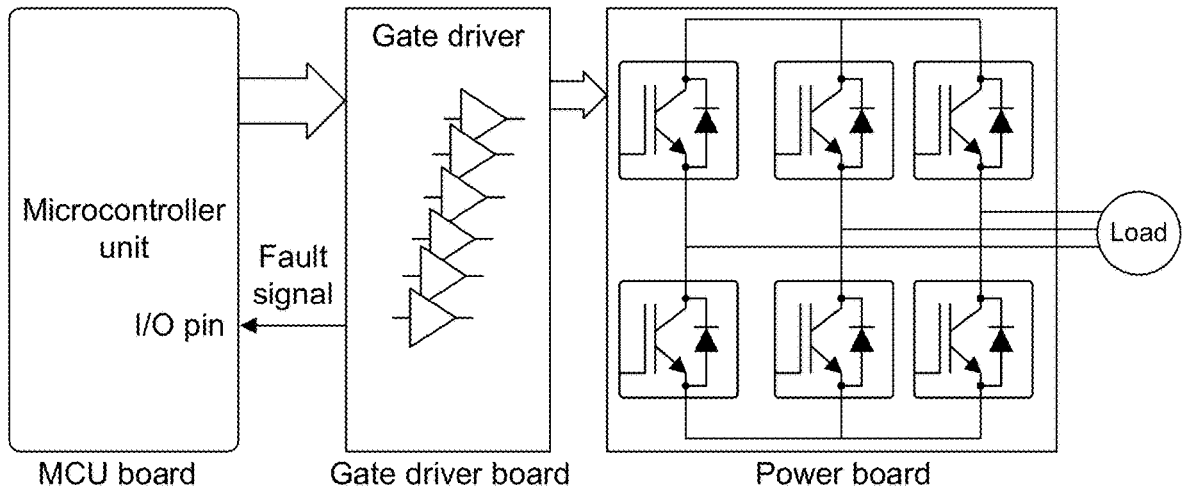 Gate driver
Microcontroller
unit
Fault
signal
I/O pin
Load
MCU board
Gate driver board
Power board